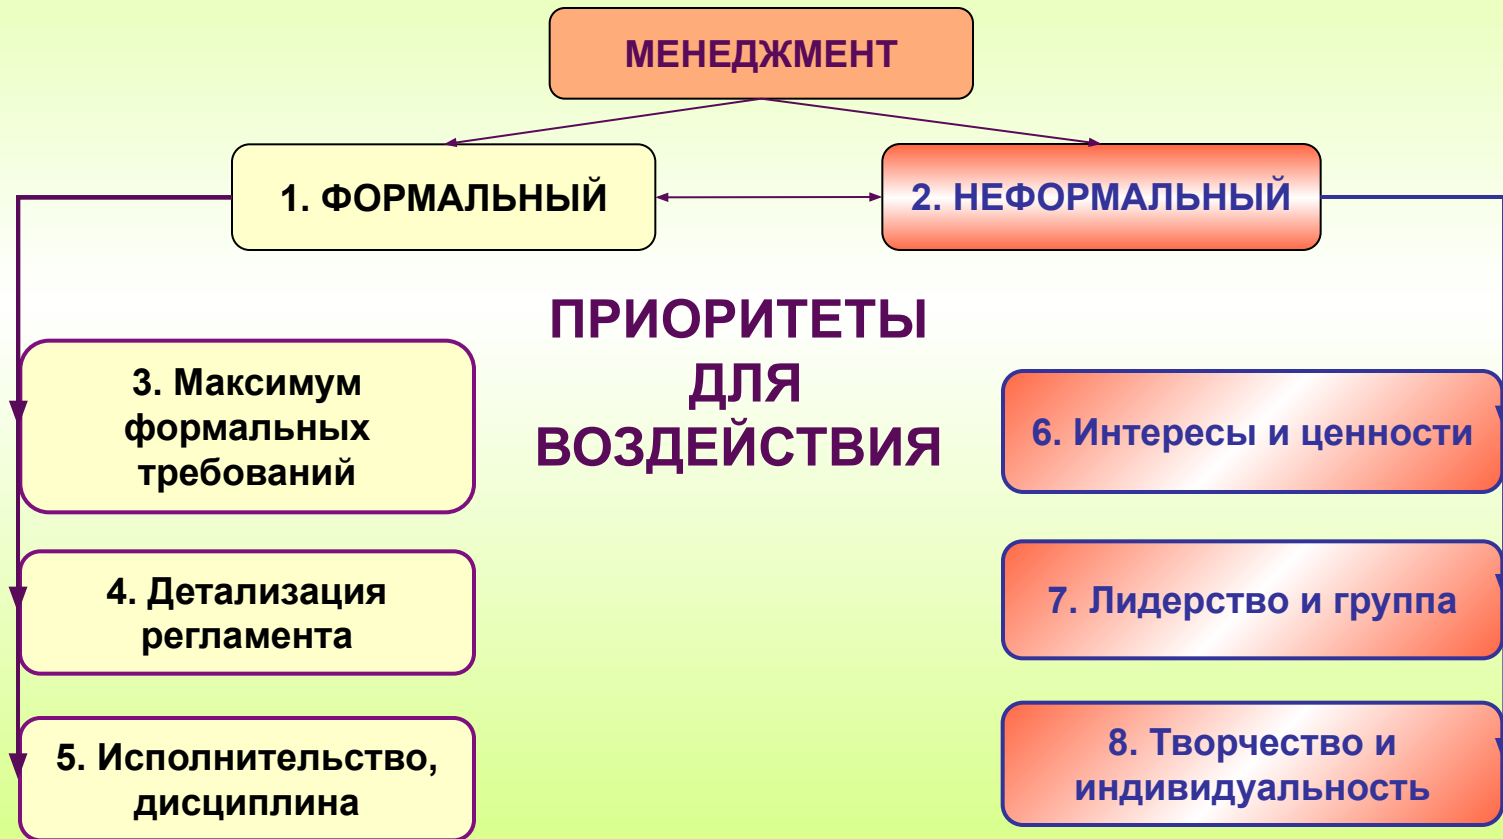 МЕНЕДЖМЕНТ
1. ФОРМАЛЬНЫЙ
2. НЕФОРМАЛЬНЫЙ
ПРИОРИТЕТЫ
ДЛЯ
ВОЗДЕЙСТВИЯ
3. Максимум
формальных
требований
4. Детализация
регламента
5. Исполнительство,
дисциплина
6. Интересы и ценности
7. Лидерство и группа
8. Творчество и
индивидуальность